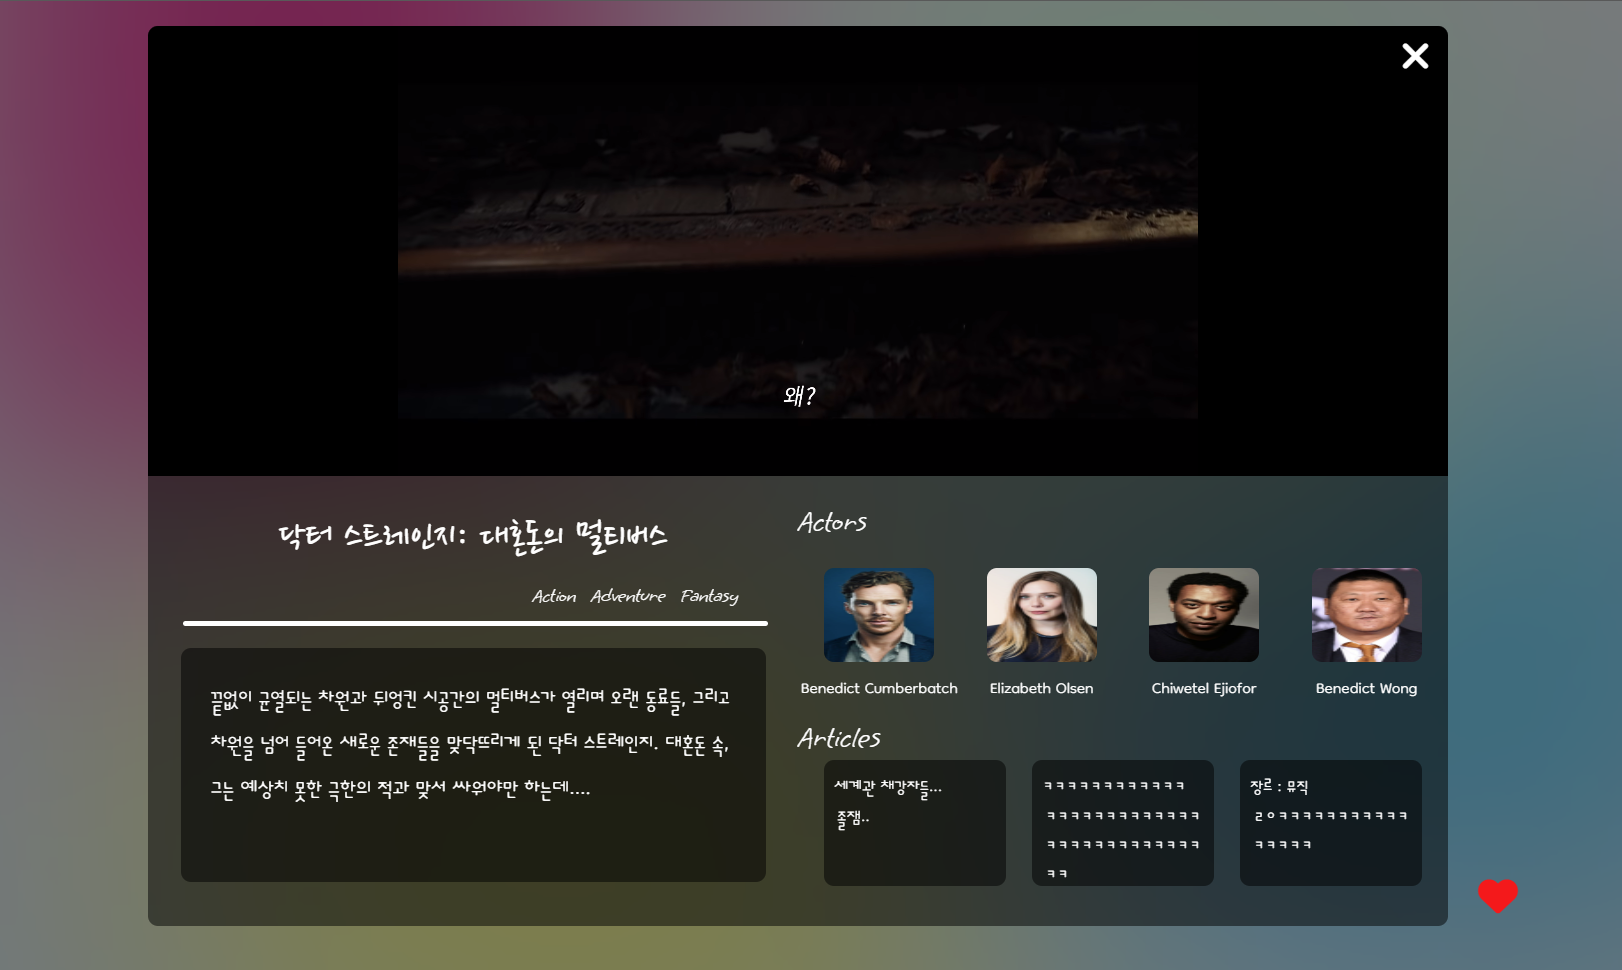 왜?
닥터 스트레인지: 대혼돈의 멀티버스
Action Adventure Fantasy
끝없이 균열되는 차원과 뒤엉킨 시공간의 멀티버스가 열리며 오랜 동료들, 그리고
차원을 넘어 들어온 새로운 존재들을 맞닥뜨리게 된 닥터 스트레인지. 대혼돈 속,
그는 예상치 못한 극한의 적과 맞서 싸워야만 하는데....
Actors
Benedict Cumberbatch
Elizabeth Olsen
Chiwetel Ejiofor
Benedict Wong
Articles
세계관 채강자들...
졸잼..
ㅋㅋㅋㅋㅋㅋㅋㅋㅋㅋㅋㅋ
ㅋㅋㅋㅋㅋㅋㅋㅋㅋㅋㅋㅋㅋ
ㅋㅋㅋㅋㅋㅋㅋㅋㅋㅋㅋㅋㅋ
ㅋㅋ
장르 : 뮤직
ㄹㅇㅋㅋㅋㅋㅋㅋㅋㅋㅋㅋㅋ
ㅋㅋㅋㅋㅋ